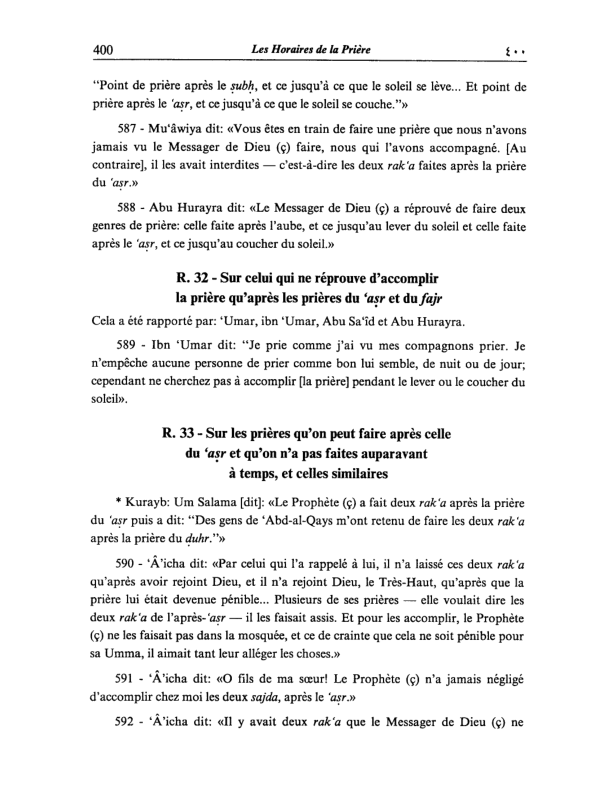 400 Les Horaires de la Prière ٤٠٠
“Point de prière après le ṣubḥ, et ce jusqu’à ce que le soleil se lève... Et point de
prière après le ‘aṣr, et ce jusqu’à ce que le soleil se couche.”»
587 - Mu‘âwiya dit: «Vous êtes en train de faire une prière que nous n’avons
jamais vu le Messager de Dieu (ç) faire, nous qui l’avons accompagné. [Au
contraire], il les avait interdites — c’est-à-dire les deux rak‘a faites après la prière
du ‘aṣr.»
588 - Abu Hurayra dit: «Le Messager de Dieu (ç) a réprouvé de faire deux
genres de prière: celle faite après l’aube, et ce jusqu’au lever du soleil et celle faite
après le ‘aṣr, et ce jusqu’au coucher du soleil.»
R. 32 - Sur celui qui ne réprouve d’accomplir
la prière qu’après les prières du ‘aṣr et du fajr
Cela a été rapporté par: ‘Umar, ibn ‘Umar, Abu Sa‘îd et Abu Hurayra.
589 - Ibn ‘Umar dit: “Je prie comme j’ai vu mes compagnons prier. Je
n’empêche aucune personne de prier comme bon lui semble, de nuit ou de jour;
cependant ne cherchez pas à accomplir [la prière] pendant le lever ou le coucher du
soleil».
R. 33 - Sur les prières qu’on peut faire après celle
du ‘aṣr et qu’on n’a pas faites auparavant
à temps, et celles similaires
* Kurayb: Um Salama [dit]: «Le Prophète (ç) a fait deux rak‘a après la prière
du ‘aṣr puis a dit: “Des gens de ‘Abd-al-Qays m’ont retenu de faire les deux rak‘a
après la prière du ḍuhr.”»
590 - ‘Â’icha dit: «Par celui qui l’a rappelé à lui, il n’a laissé ces deux rak‘a
qu’après avoir rejoint Dieu, et il n’a rejoint Dieu, le Très-Haut, qu’après que la
prière lui était devenue pénible... Plusieurs de ses prières — elle voulait dire les
deux rak‘a de l’après-‘aṣr — il les faisait assis. Et pour les accomplir, le Prophète
(ç) ne les faisait pas dans la mosquée, et ce de crainte que cela ne soit pénible pour
sa Umma, il aimait tant leur alléger les choses.»
591 - ‘Â’icha dit: «O fils de ma sœur! Le Prophète (ç) n’a jamais négligé
d’accomplir chez moi les deux sajda, après le ‘aṣr.»
592 - ‘Â’icha dit: «Il y avait deux rak‘a que le Messager de Dieu (ç) ne